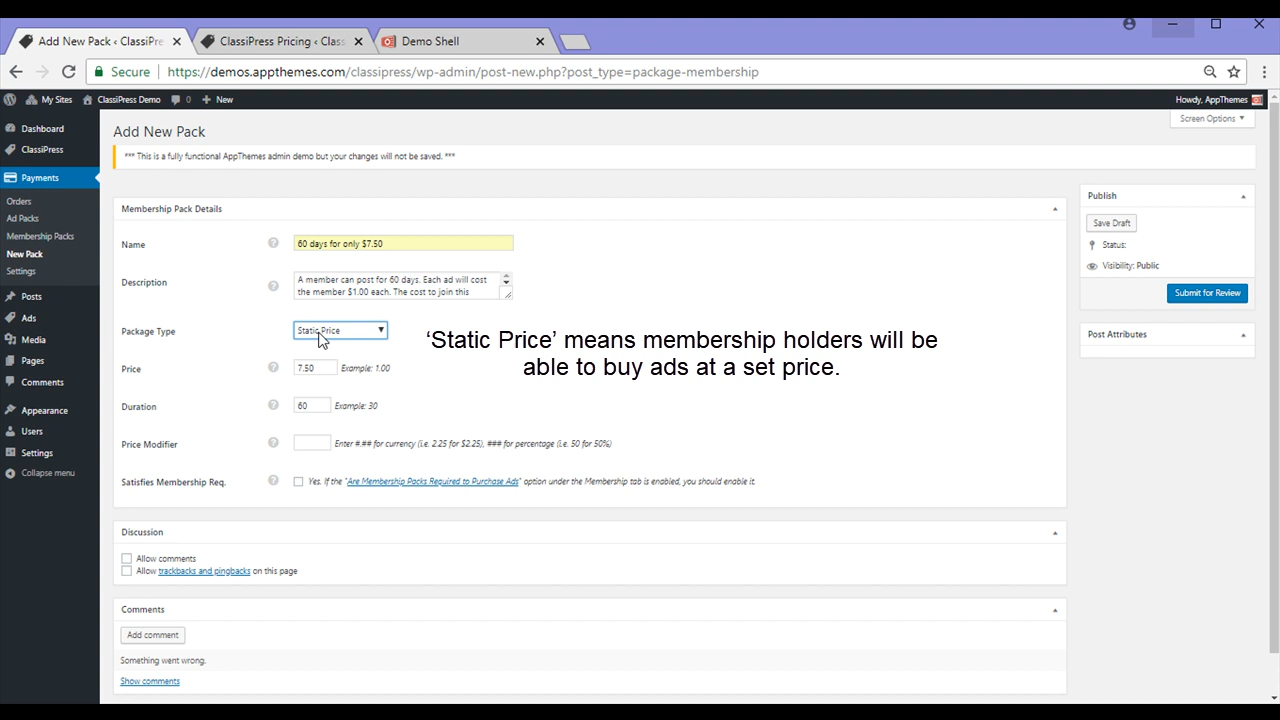 Add New Pack ‹ ClassiPre
ClassiPress Pricing ‹ Class
Demo Shell
Secure
https://demos.appthemes.com/classipress/wp-admin/post-new.php?post_type=package-membership
My Sites
ClassiPress Demo
0
New
Howdy, AppThemes
Dashboard
ClassiPress
Payments
Orders
Ad Packs
Membership Packs
New Pack
Settings
Posts
Ads
Media
Pages
Comments
Appearance
Users
Settings
Collapse menu
Screen Options
Add New Pack
*** This is a fully functional AppThemes admin demo but your changes will not be saved. ***
Membership Pack Details
Name
60 days for only $7.50
Description
A member can post for 60 days. Each ad will cost
the member $1.00 each. The cost to join this
Package Type
Static Price
‘Static Price’ means membership holders will be
able to buy ads at a set price.
Price
7.50
Example: 1.00
Duration
60
Example: 30
Price Modifier
Enter #.## for currency (i.e. 2.25 for $2.25), ### for percentage (i.e. 50 for 50%)
Satisfies Membership Req.
Yes. If the "Are Membership Packs Required to Purchase Ads" option under the Membership tab is enabled, you should enable it.
Discussion
Allow comments
Allow trackbacks and pingbacks on this page
Comments
Add comment
Something went wrong.
Show comments
Publish
Save Draft
Status:
Visibility: Public
Submit for Review
Post Attributes